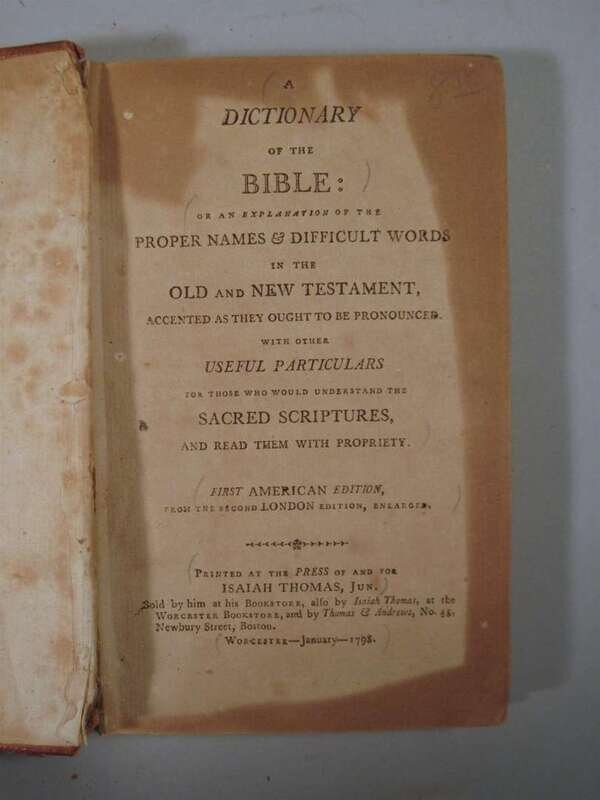 A
DICTIONARY
OF THE
BIBLE:
OR AN EXPLANATION OF THE
PROPER NAMES & DIFFICULT WORDS
IN THE
OLD AND NEW TESTAMENT,
ACCENTED AS THEY OUGHT TO BE PRONOUNCED.
WITH OTHER
USEFUL PARTICULARS
FOR THOSE WHO WOULD UNDERSTAND THE
SACRED SCRIPTURES,
AND READ THEM WITH PROPRIETY.
FIRST AMERICAN EDITION,
FROM THE SECOND LONDON EDITION, ENLARGED.
PRINTED AT THE PRESS OF AND FOR
ISAIAH THOMAS, JUN.
Sold by him at his BOOKSTORE, also by Isaiah Thomas, at the
WORCESTER BOOKSTORE, and by Thomas & Andrews, No. 45,
Newbury Street, Boston.
WORCESTER—January—1798.